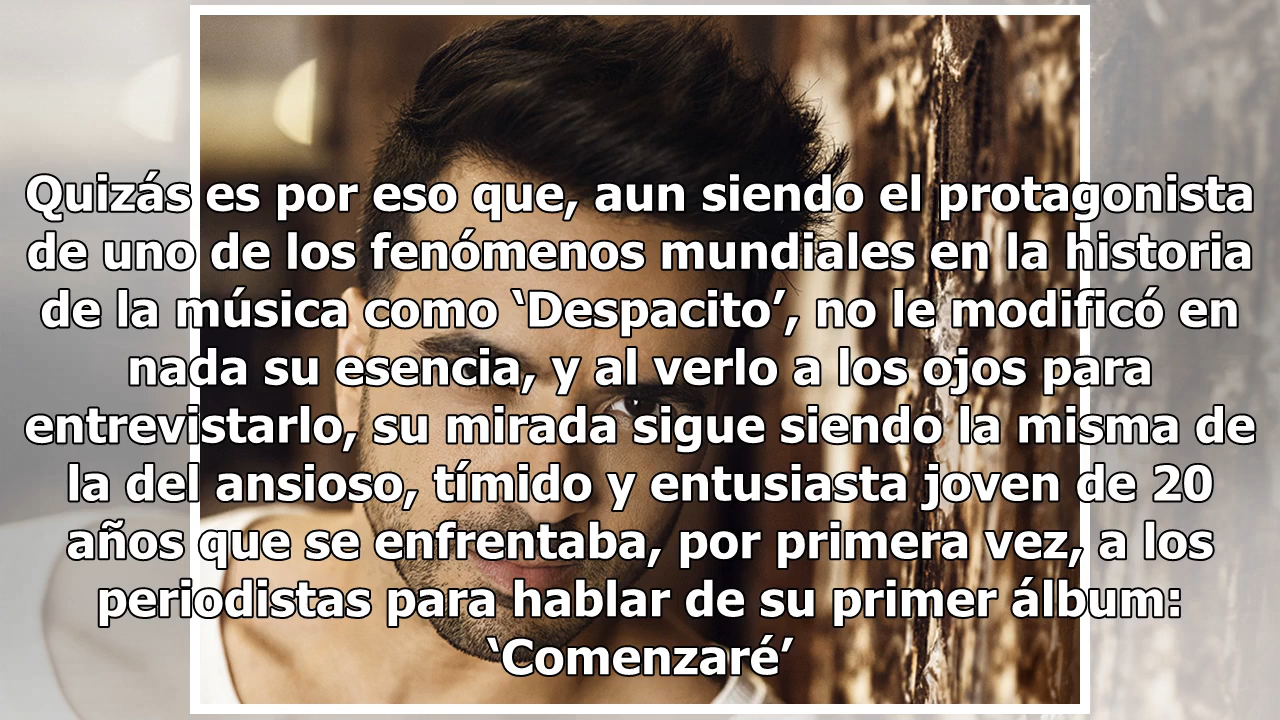 Quizás es por eso que, aun siendo el protagonista
de uno de los fenómenos mundiales en la historia
de la música como ‘Despacito’, no le modificó en
nada su esencia, y al verlo a los ojos para
entrevistarlo, su mirada sigue siendo la misma de
la del ansioso, tímido y entusiasta joven de 20
años que se enfrentaba, por primera vez, a los
periodistas para hablar de su primer álbum:
‘Comenzaré’